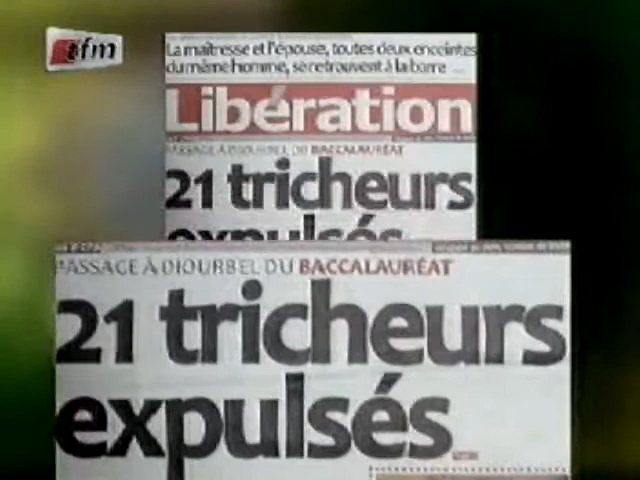 tfm
La maîtresse et l'épouse, toutes deux enceintes
du même homme, se retrouvent à la barre
Libération
PASSAGE À DIOURBEL DU BACCALAURÉAT
21 tricheurs
expulsés
PASSAGE À DIOURBEL DU BACCALAURÉAT
21 tricheurs
expulsés